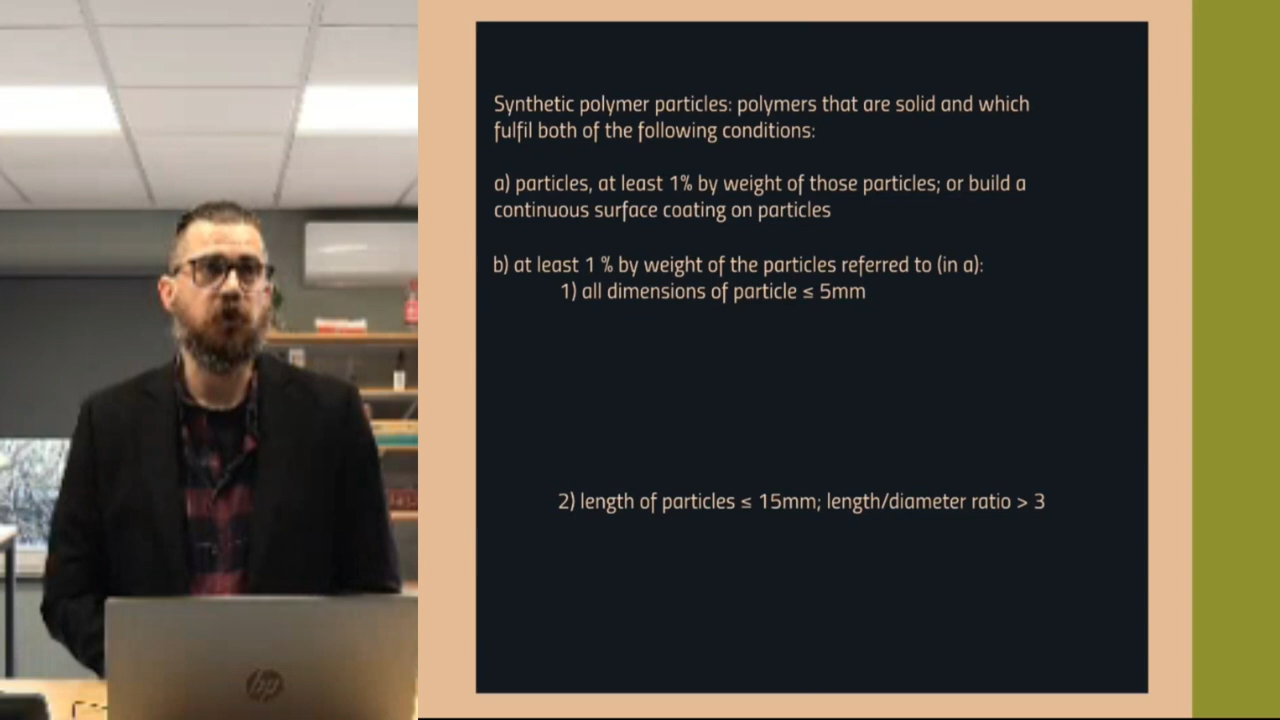 Synthetic polymer particles: polymers that are solid and which
fulfil both of the following conditions:
a) particles, at least 1% by weight of those particles; or build a
continuous surface coating on particles
b) at least 1 % by weight of the particles referred to (in a):
1) all dimensions of particle ≤ 5mm
2) length of particles ≤ 15mm; length/diameter ratio > 3
hp